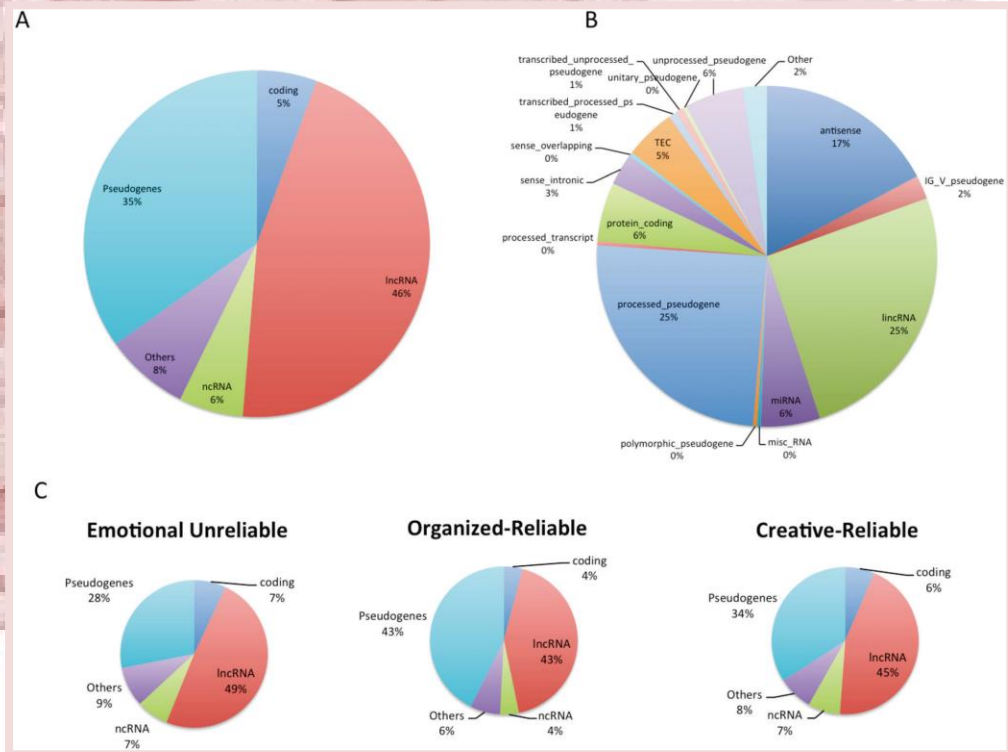 A
coding
5%
lncRNA
46%
ncRNA
6%
Others
8%
Pseudogenes
35%
B
transcribed_unprocessed_
pseudogene
1%
unprocessed_pseudogene
6%
unitary_pseudogene
0%
Other
2%
transcribed_processed_ps
eudogene
1%
TEC
5%
sense_overlapping
0%
sense_intronic
3%
protein_coding
6%
processed_transcript
0%
processed_pseudogene
25%
polymorphic_pseudogene
0%
misc_RNA
0%
miRNA
6%
lincRNA
25%
IG_V_pseudogene
2%
antisense
17%
C
Emotional Unreliable
Pseudogenes
28%
coding
7%
lncRNA
49%
Others
9%
ncRNA
7%
Organized-Reliable
coding
4%
Pseudogenes
43%
lncRNA
43%
Others
6%
ncRNA
4%
Creative-Reliable
coding
6%
Pseudogenes
34%
lncRNA
45%
Others
8%
ncRNA
7%